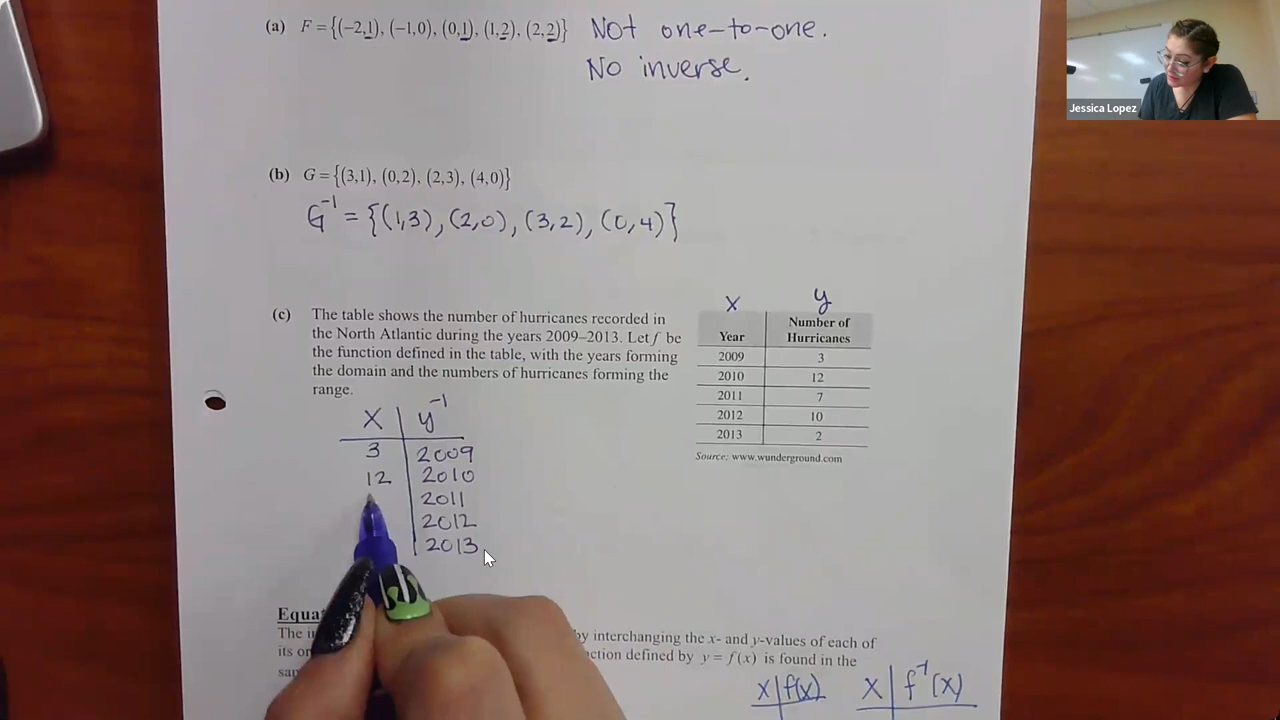 (a) F = {(−2,1), (−1,0), (0,1), (1,2), (2,2)} Not one-to-one.
No inverse.
Jessica Lopez
(b) G = {(3,1), (0,2), (2,3), (4,0)}
G⁻¹ = {(1,3), (2,0), (3,2), (0,4)}
(c) The table shows the number of hurricanes recorded in
the North Atlantic during the years 2009–2013. Let f be
the function defined in the table, with the years forming
the domain and the numbers of hurricanes forming the
range.
x y
Year Number of Hurricanes
2009 3
2010 12
2011 7
2012 10
2013 2
Source: www.wunderground.com
x y⁻¹
3 2009
12 2010
2011
2012
2013
The
by interchanging the x- and y-values of each of
its
function defined by y = f(x) is found in the
x f(x) x f⁻¹(x)